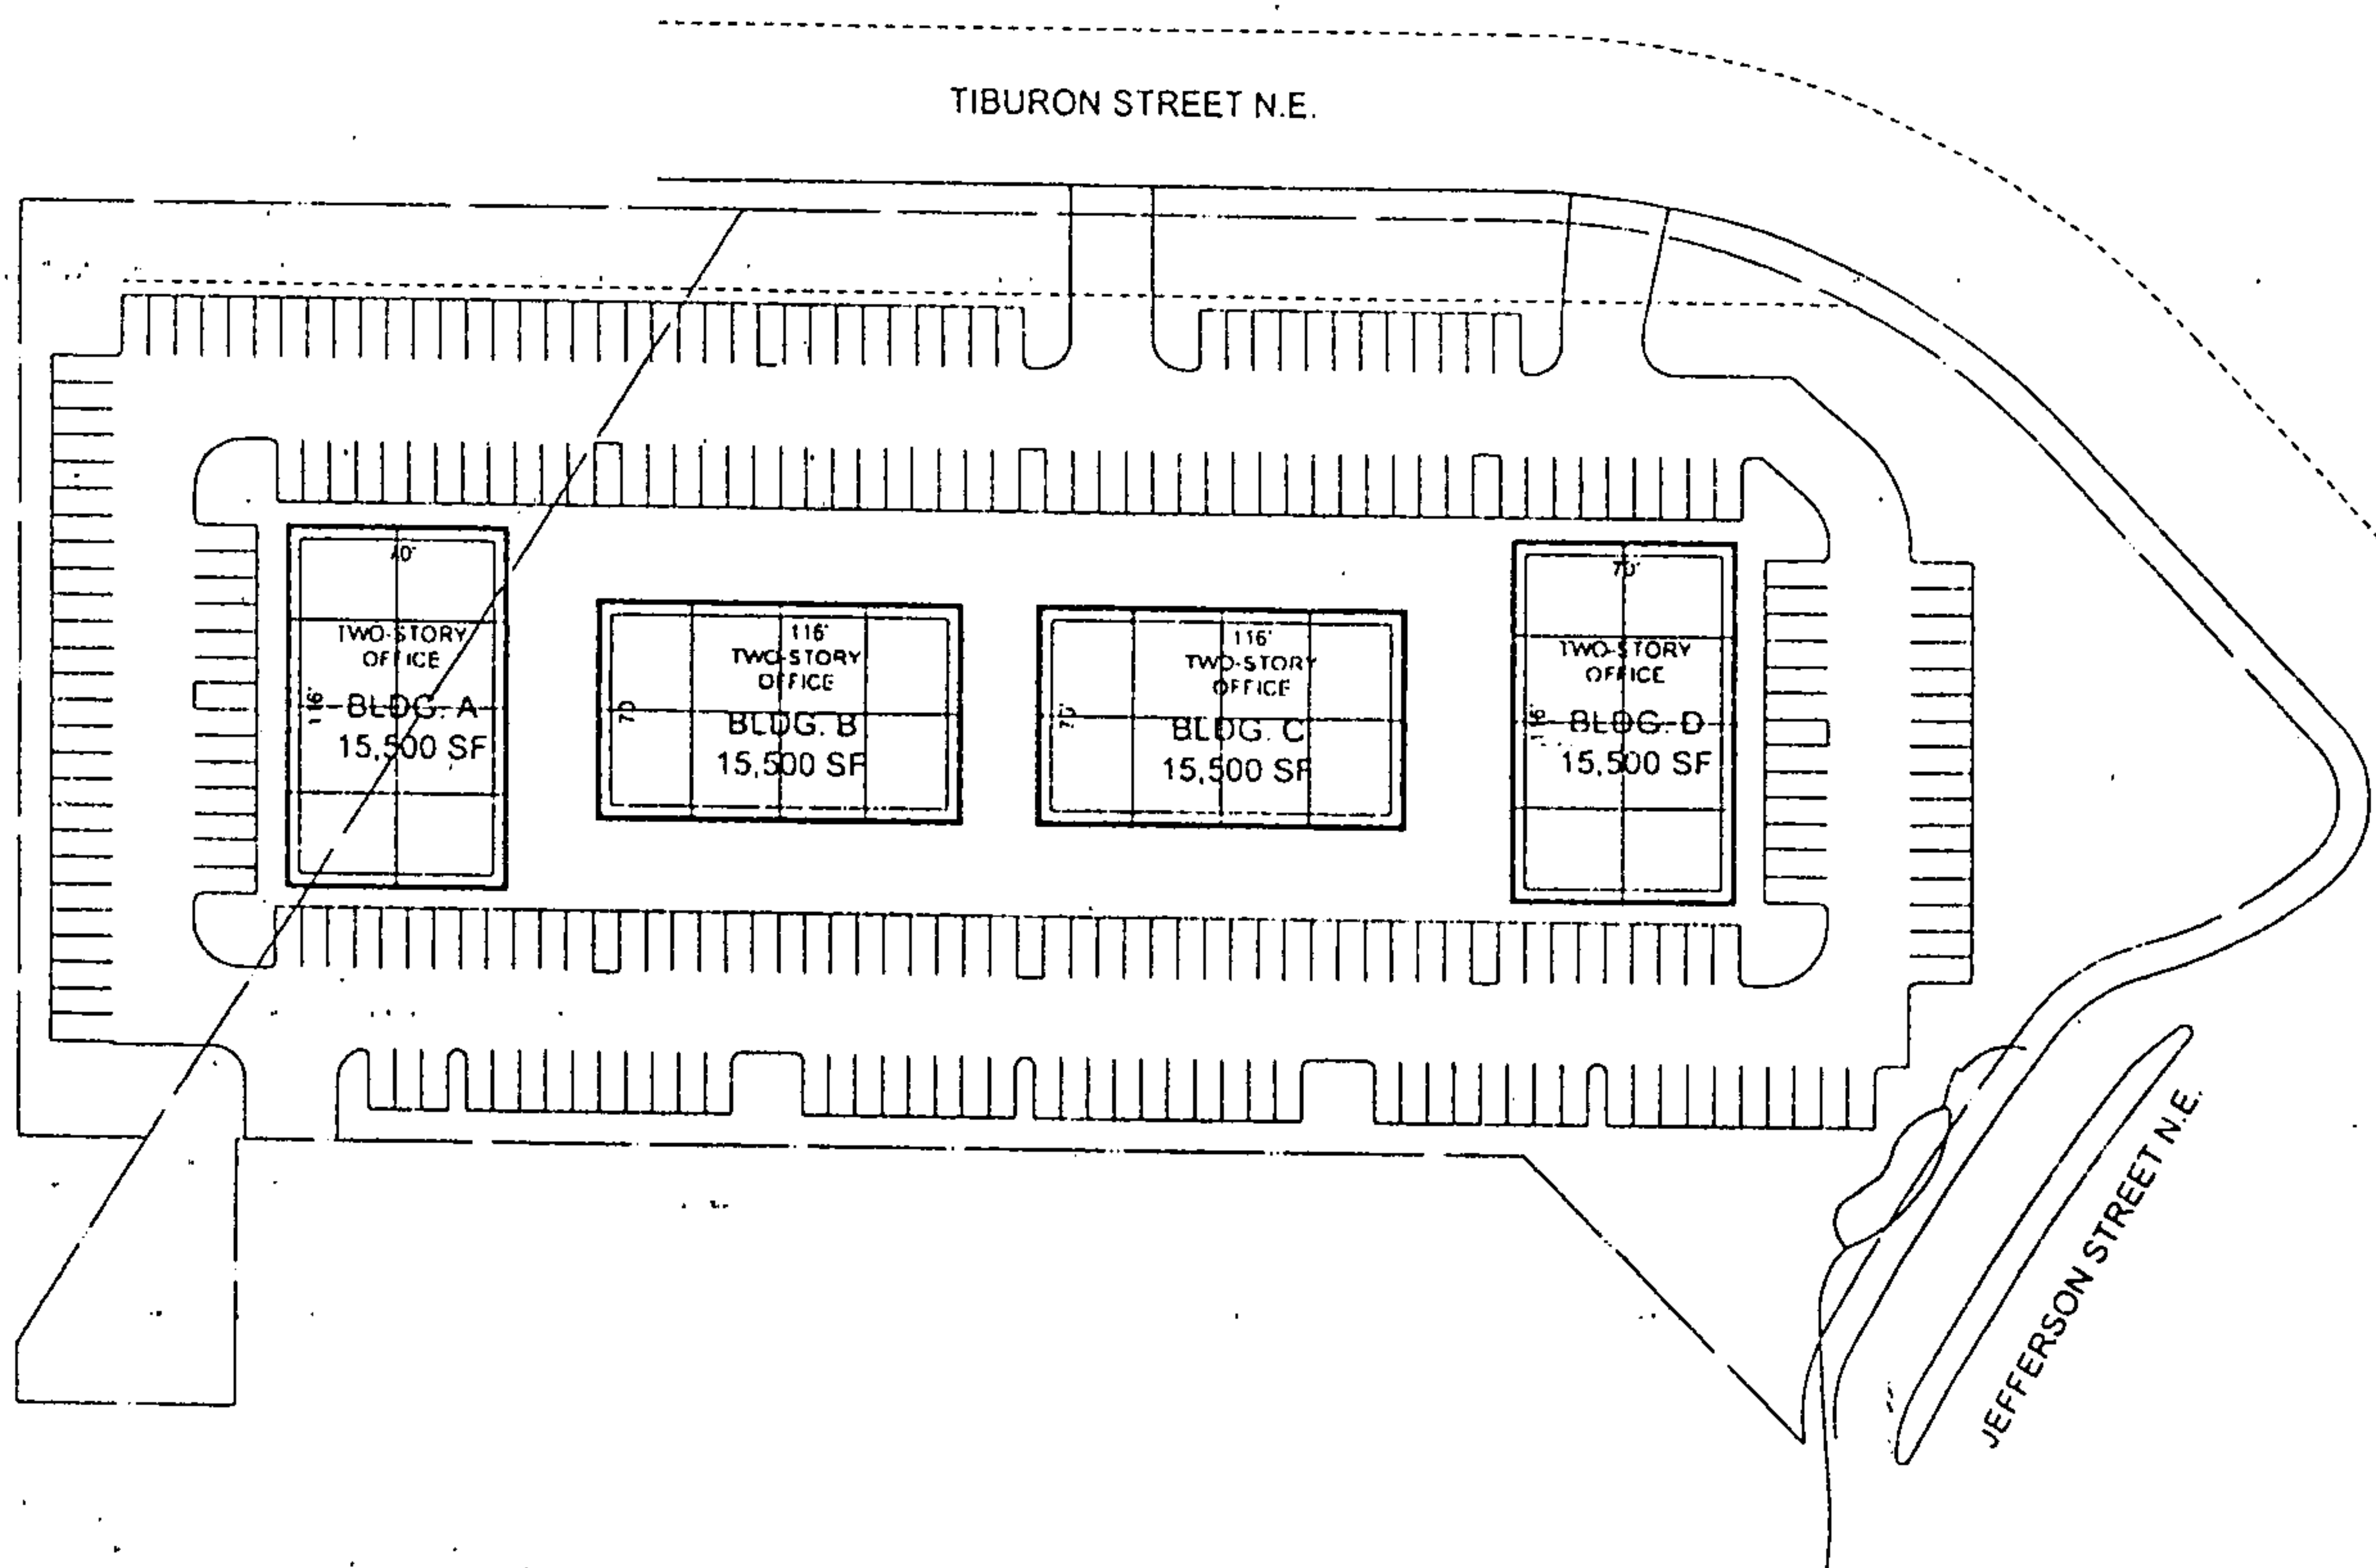 TIBURON STREET N.E.
70'
TWO-STORY
OFFICE
116'
BLDG. A
15,500 SF
116'
TWO-STORY
OFFICE
70'
BLDG. B
15,500 SF
116'
TWO-STORY
OFFICE
70'
BLDG. C
15,500 SF
70'
TWO-STORY
OFFICE
116'
BLDG. D
15,500 SF
JEFFERSON STREET N.E.